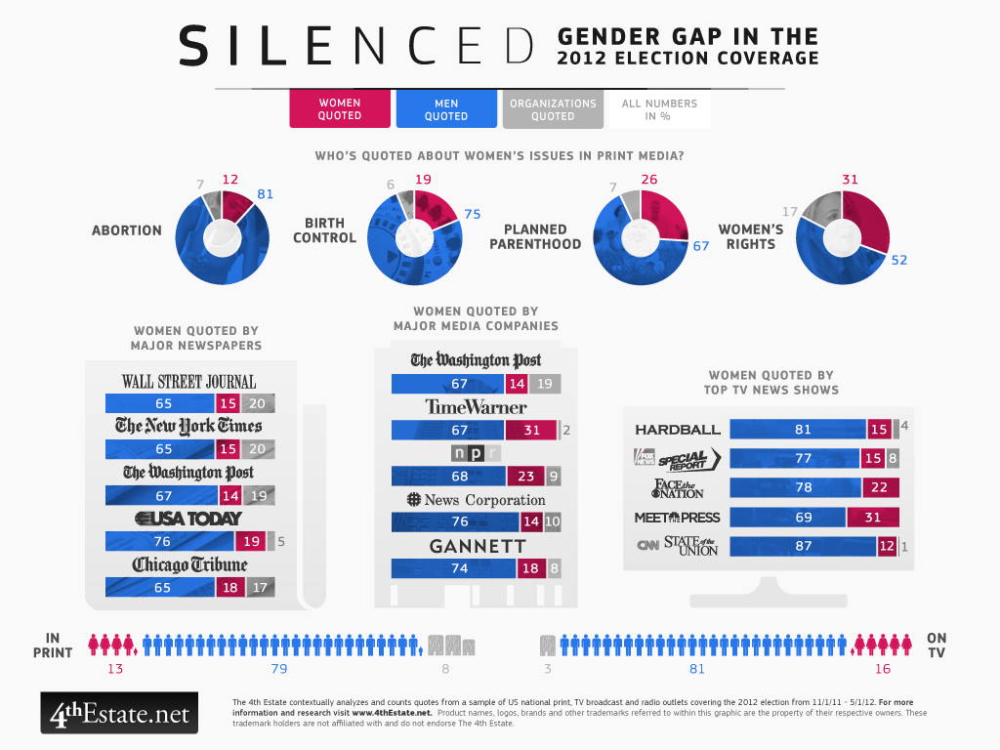 SILENCED
GENDER GAP IN THE
2012 ELECTION COVERAGE
WOMEN
QUOTED
MEN
QUOTED
ORGANIZATIONS
QUOTED
ALL NUMBERS
IN %
WHO'S QUOTED ABOUT WOMEN'S ISSUES IN PRINT MEDIA?
ABORTION
7
12
81
BIRTH
CONTROL
6
19
75
PLANNED
PARENTHOOD
7
26
67
WOMEN'S
RIGHTS
17
31
52
WOMEN QUOTED BY
MAJOR NEWSPAPERS
WALL STREET JOURNAL
65 15 20
The New York Times
65 15 20
The Washington Post
67 14 19
USA TODAY
76 19 5
Chicago Tribune
65 18 17
WOMEN QUOTED BY
MAJOR MEDIA COMPANIES
The Washington Post
67 14 19
TimeWarner
67 31 2
npr
68 23 9
News Corporation
76 14 10
GANNETT
74 18 8
WOMEN QUOTED BY
TOP TV NEWS SHOWS
HARDBALL 81 15 4
FOX NEWS SPECIAL REPORT 77 15 8
FACE the NATION 78 22
MEET THE PRESS 69 31
CNN STATE of the UNION 87 12 1
IN
PRINT
13 79 8
3 81 16
ON
TV
4thEstate.net
The 4th Estate contextually analyzes and counts quotes from a sample of US national print, TV broadcast and radio outlets covering the 2012 election from 11/1/11 - 5/1/12. For more
information and research visit www.4thEstate.net. Product names, logos, brands and other trademarks referred to within this graphic are the property of their respective owners. These
trademark holders are not affiliated with and do not endorse The 4th Estate.